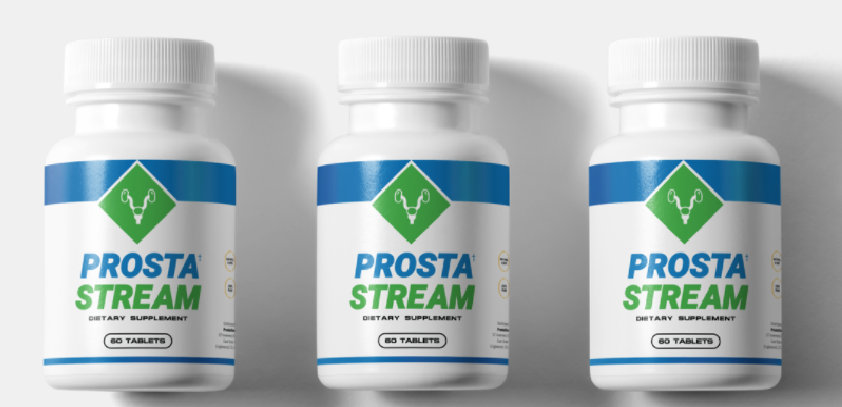 PROSTA†
STREAM
DIETARY SUPPLEMENT
60 TABLETS
PROSTA†
STREAM
DIETARY SUPPLEMENT
60 TABLETS
PROSTA†
STREAM
DIETARY SUPPLEMENT
60 TABLETS